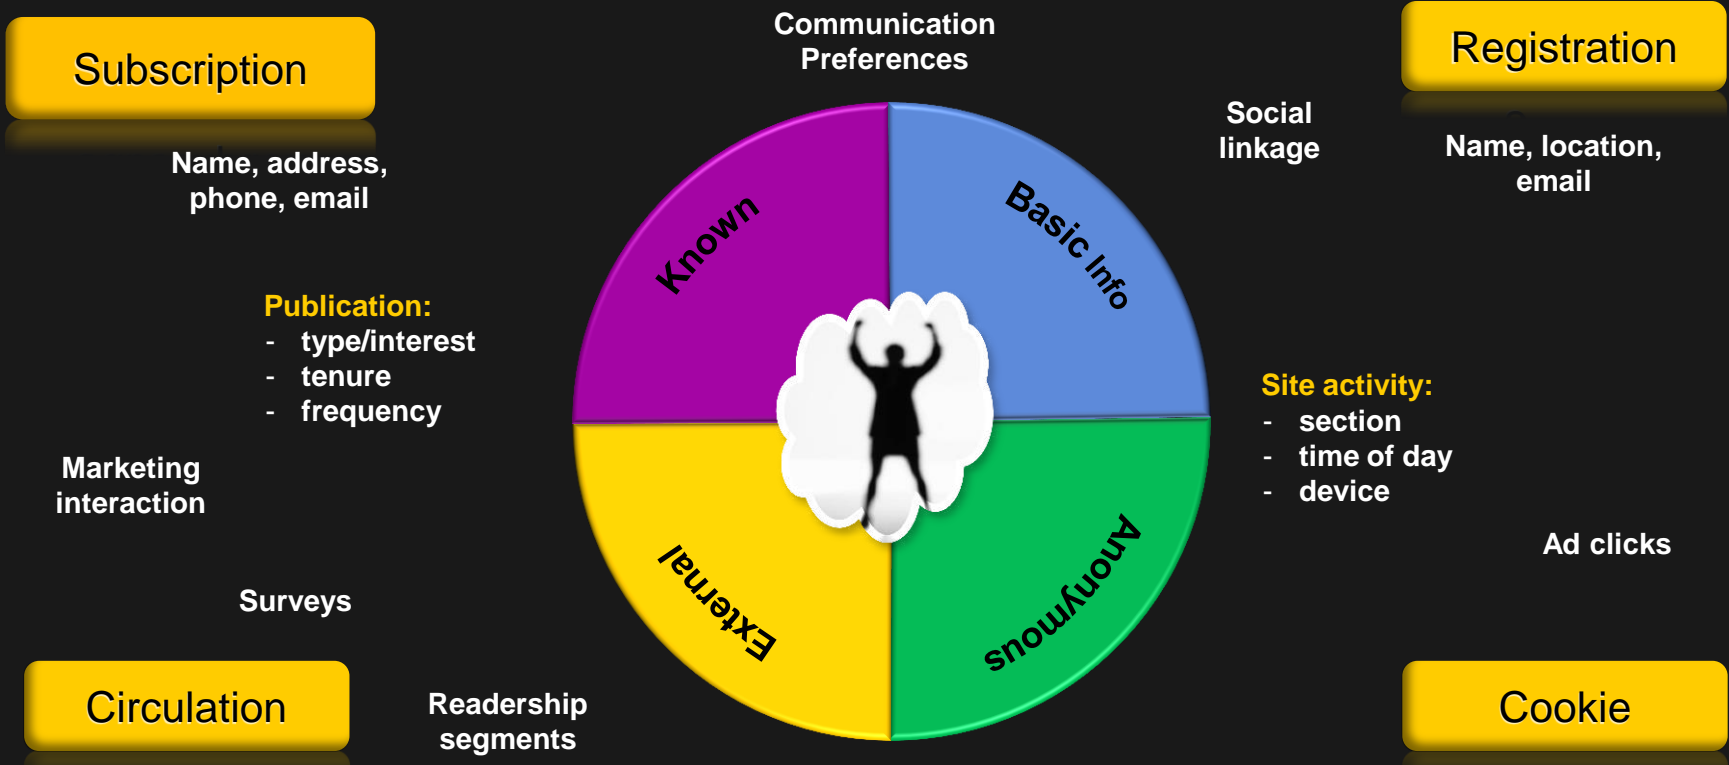 Subscription
Name, address,
phone, email
Publication:
- type/interest
- tenure
- frequency
Marketing
interaction
Surveys
Circulation
Readership
segments
Communication
Preferences
Known
Basic Info
External
Anonymous
Social
linkage
Registration
Name, location,
email
Site activity:
- section
- time of day
- device
Ad clicks
Cookie